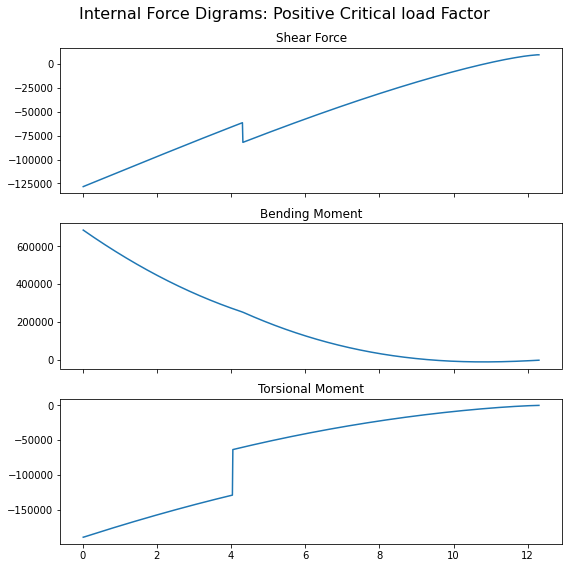 Internal Force Digrams: Positive Critical load Factor
Shear Force
0
−25000
−50000
−75000
−100000
−125000
Bending Moment
600000
400000
200000
0
Torsional Moment
0
−50000
−100000
−150000
0 2 4 6 8 10 12